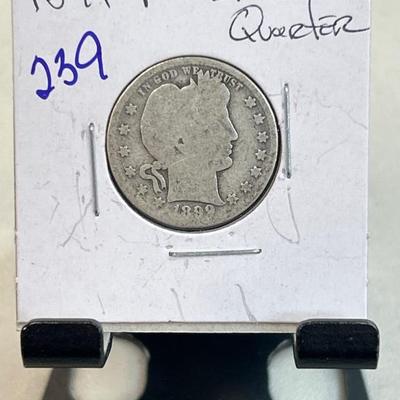 Quarter
239
IN GOD WE TRUST
1899